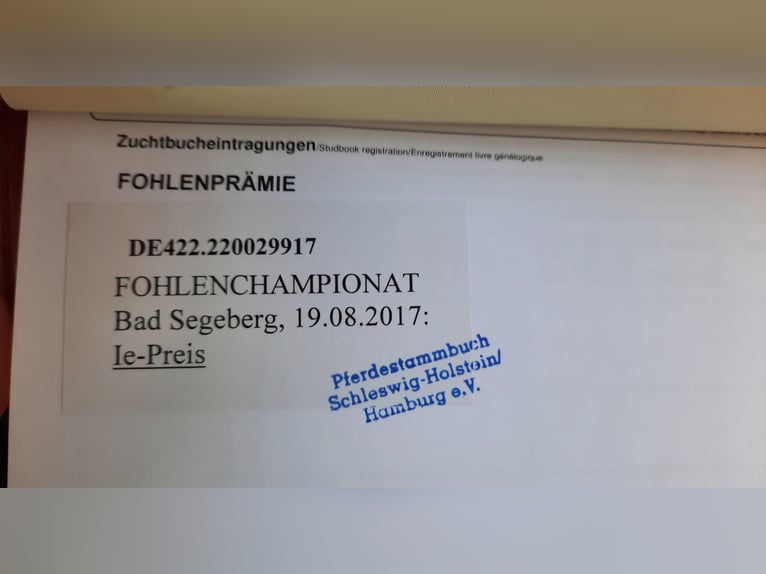 Zuchtbucheintragungen/Studbook registration/Enregistrement livre généologique
FOHLENPRÄMIE
DE422.220029917
FOHLENCHAMPIONAT
Bad Segeberg, 19.08.2017:
Ie-Preis
Pferdestammbuch
Schleswig-Holstein/
Hamburg e.V.